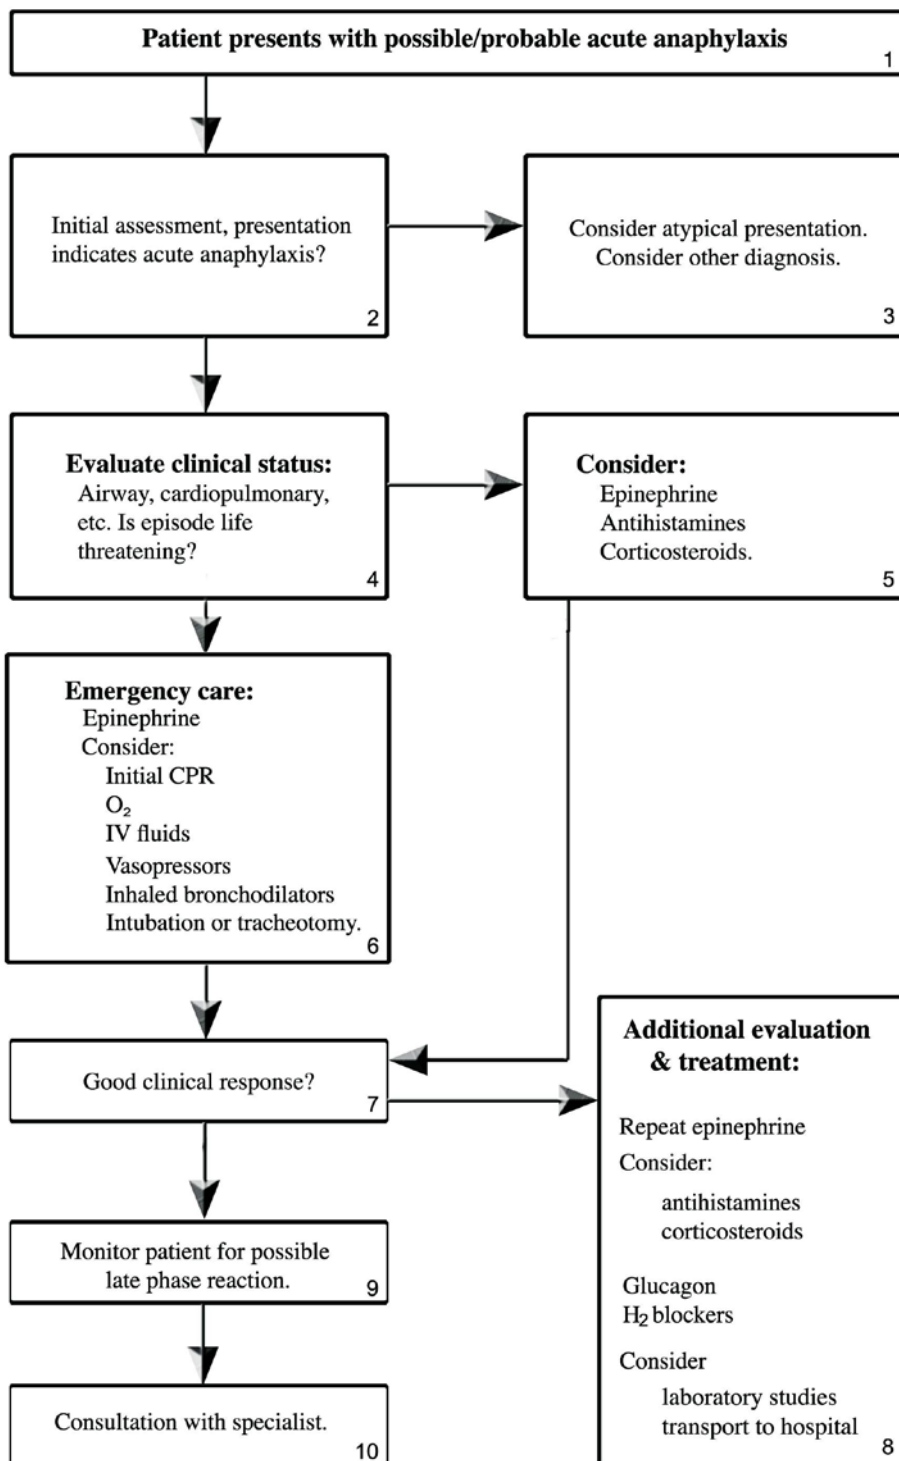 Patient presents with possible/probable acute anaphylaxis
1
Initial assessment, presentation
indicates acute anaphylaxis?
2
Consider atypical presentation.
Consider other diagnosis.
3
Evaluate clinical status:
Airway, cardiopulmonary,
etc. Is episode life
threatening?
4
Consider:
Epinephrine
Antihistamines
Corticosteroids.
5
Emergency care:
Epinephrine
Consider:
Initial CPR
O₂
IV fluids
Vasopressors
Inhaled bronchodilators
Intubation or tracheotomy.
6
Good clinical response?
7
Additional evaluation
& treatment:
Repeat epinephrine
Consider:
antihistamines
corticosteroids
Glucagon
H₂ blockers
Consider
laboratory studies
transport to hospital
8
Monitor patient for possible
late phase reaction.
9
Consultation with specialist.
10